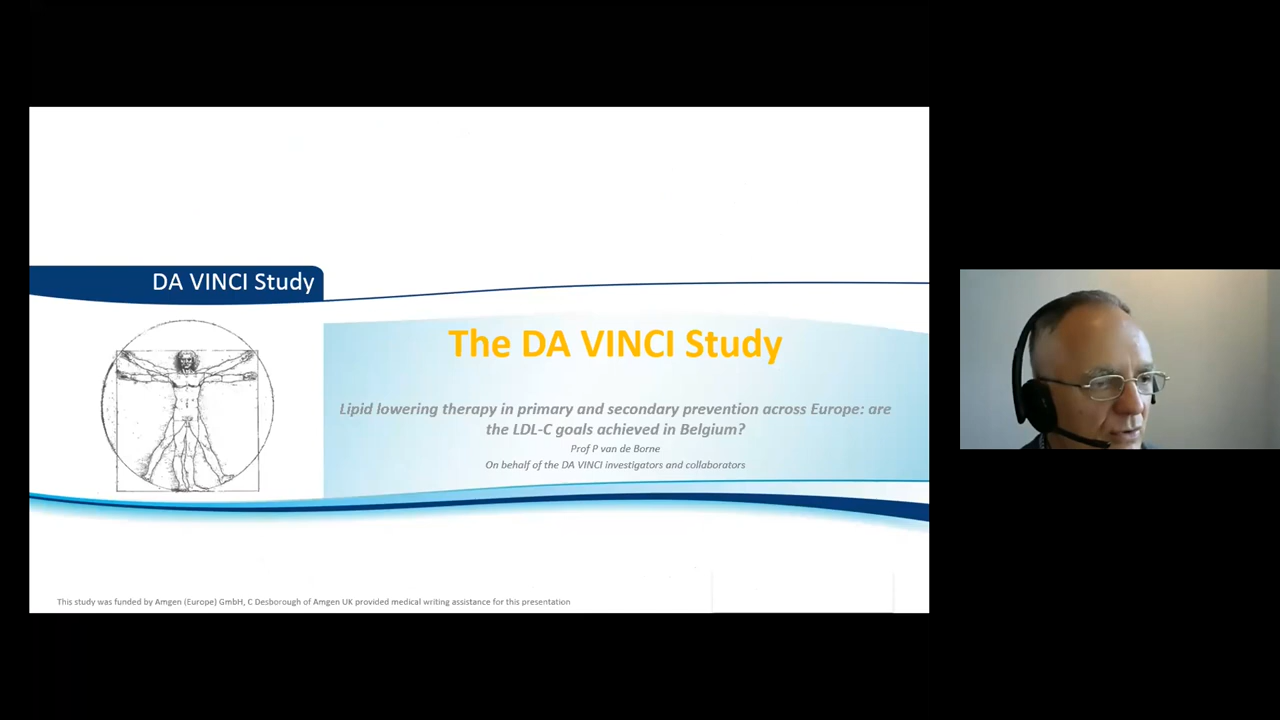 DA VINCI Study
The DA VINCI Study
Lipid lowering therapy in primary and secondary prevention across Europe: are
the LDL-C goals achieved in Belgium?
Prof P van de Borne
On behalf of the DA VINCI investigators and collaborators
This study was funded by Amgen (Europe) GmbH, C Desborough of Amgen UK provided medical writing assistance for this presentation